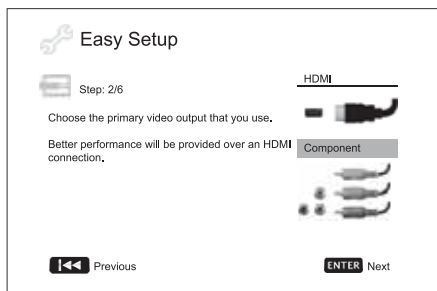 Easy Setup
Step: 2/6
Choose the primary video output that you use.
Better performance will be provided over an HDMI
connection.
HDMI
Component
Previous
ENTER Next